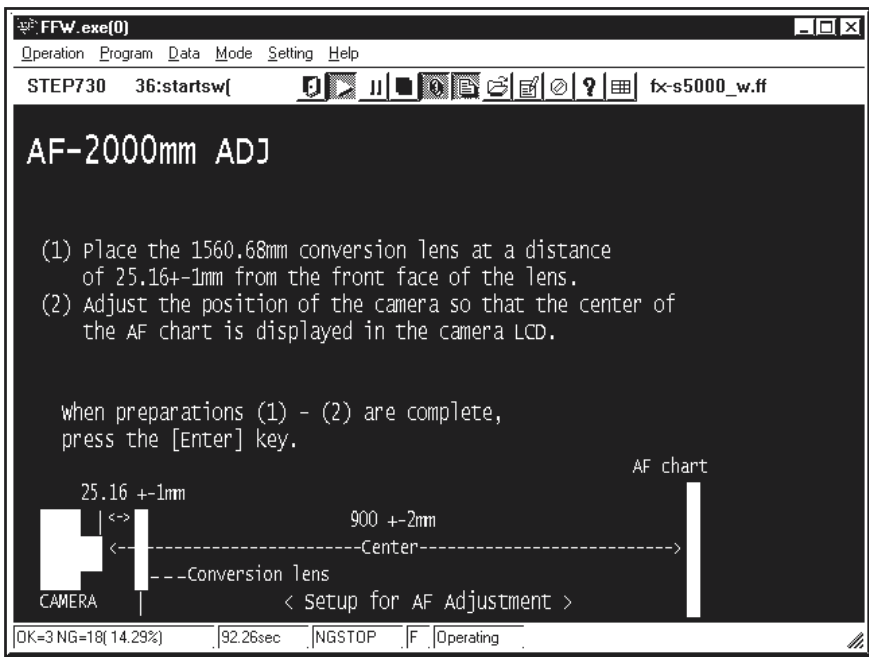 FFW.exe(0)
Operation Program Data Mode Setting Help
STEP730 36:startsw( fx-s5000_w.ff
AF-2000mm ADJ
(1) Place the 1560.68mm conversion lens at a distance
of 25.16+-1mm from the front face of the lens.
(2) Adjust the position of the camera so that the center of
the AF chart is displayed in the camera LCD.
When preparations (1) - (2) are complete,
press the [Enter] key.
AF chart
25.16 +-1mm
<-> 900 +-2mm
<-----------------------Center------------------------->
---Conversion lens
CAMERA < Setup for AF Adjustment >
OK=3 NG=18( 14.29%) 92.26sec NGSTOP F Operating